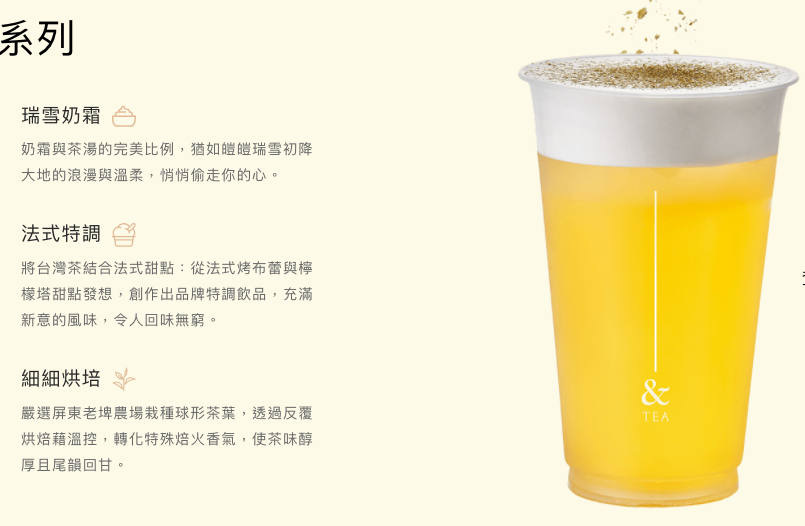 系列
瑞雪奶霜
奶霜與茶湯的完美比例，猶如皚皚瑞雪初降
大地的浪漫與溫柔，悄悄偷走你的心。
法式特調
將台灣茶結合法式甜點：從法式烤布蕾與檸
檬塔甜點發想，創作出品牌特調飲品，充滿
新意的風味，令人回味無窮。
細細烘焙
嚴選屏東老埤農場栽種球形茶葉，透過反覆
烘焙藉溫控，轉化特殊焙火香氣，使茶味醇
厚且尾韻回甘。
&
TEA